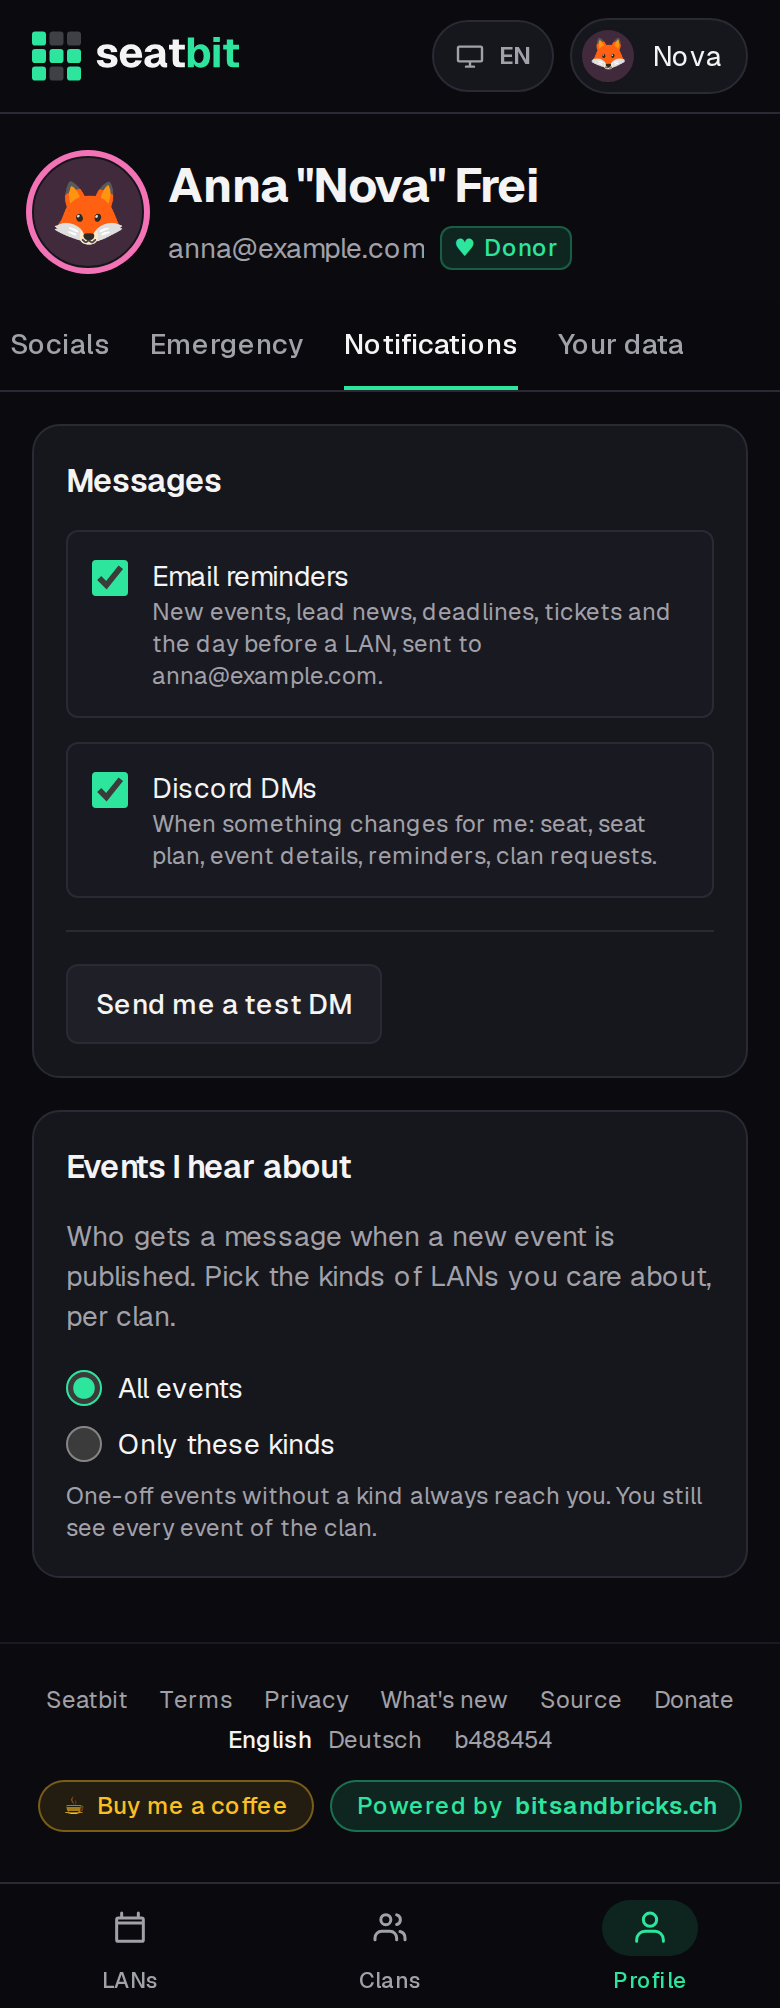 seatbit
EN
Nova
Anna "Nova" Frei
anna@example.com
♥ Donor
Socials
Emergency
Notifications
Your data
Messages
Email reminders
New events, lead news, deadlines, tickets and
the day before a LAN, sent to
anna@example.com.
Discord DMs
When something changes for me: seat, seat
plan, event details, reminders, clan requests.
Send me a test DM
Events I hear about
Who gets a message when a new event is
published. Pick the kinds of LANs you care about,
per clan.
All events
Only these kinds
One-off events without a kind always reach you. You still
see every event of the clan.
Seatbit Terms Privacy What's new Source Donate
English Deutsch b488454
☕ Buy me a coffee
Powered by bitsandbricks.ch
LANs
Clans
Profile